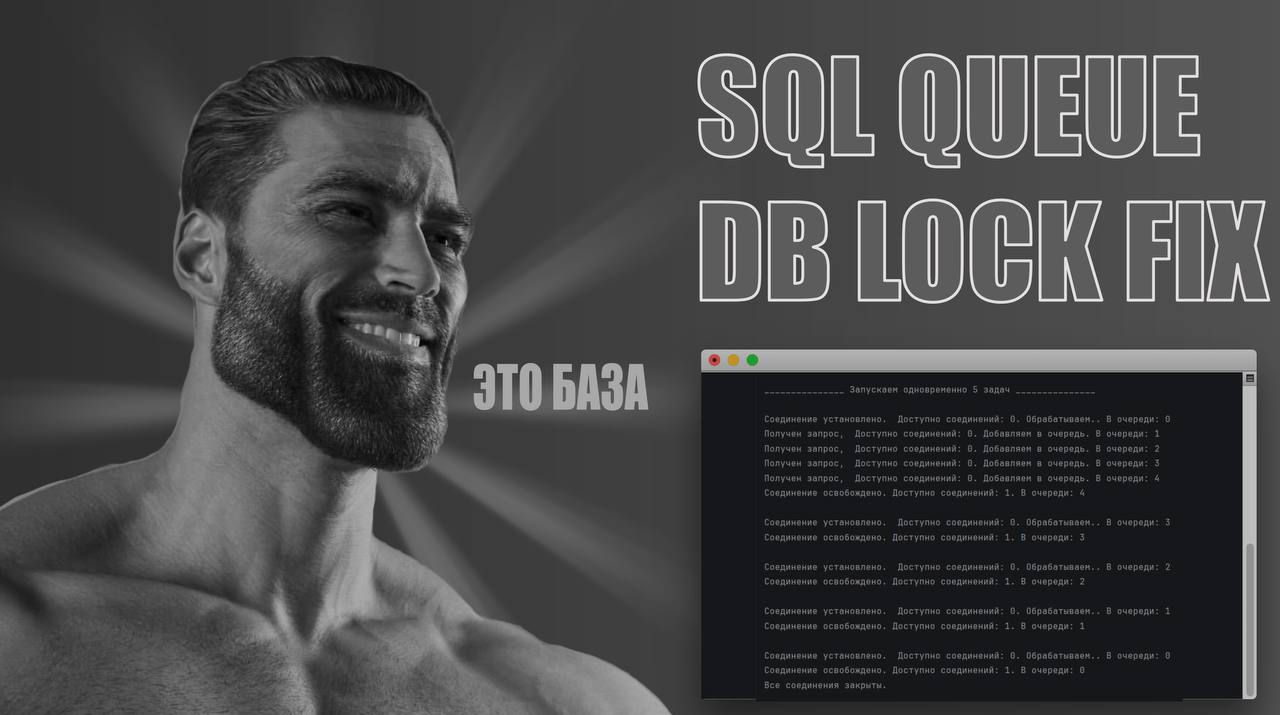 SQL QUEUE
DB LOCK FIX
ЭТО БАЗА
_______________ Запускаем одновременно 5 задач _______________
Соединение установлено.  Доступно соединений: 0. Обрабатываем.. В очереди: 0
Получен запрос,  Доступно соединений: 0. Добавляем в очередь. В очереди: 1
Получен запрос,  Доступно соединений: 0. Добавляем в очередь. В очереди: 2
Получен запрос,  Доступно соединений: 0. Добавляем в очередь. В очереди: 3
Получен запрос,  Доступно соединений: 0. Добавляем в очередь. В очереди: 4
Соединение освобождено. Доступно соединений: 1. В очереди: 4
Соединение установлено.  Доступно соединений: 0. Обрабатываем.. В очереди: 3
Соединение освобождено. Доступно соединений: 1. В очереди: 3
Соединение установлено.  Доступно соединений: 0. Обрабатываем.. В очереди: 2
Соединение освобождено. Доступно соединений: 1. В очереди: 2
Соединение установлено.  Доступно соединений: 0. Обрабатываем.. В очереди: 1
Соединение освобождено. Доступно соединений: 1. В очереди: 1
Соединение установлено.  Доступно соединений: 0. Обрабатываем.. В очереди: 0
Соединение освобождено. Доступно соединений: 1. В очереди: 0
Все соединения закрыты.